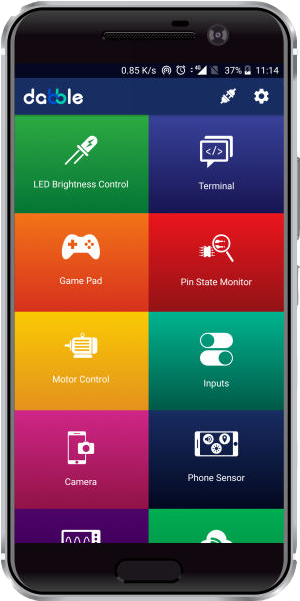 0.85 K/s 4G 37% 11:14
dabble
LED Brightness Control
Terminal
</>
Game Pad
Pin State Monitor
Motor Control
Inputs
Camera
Phone Sensor